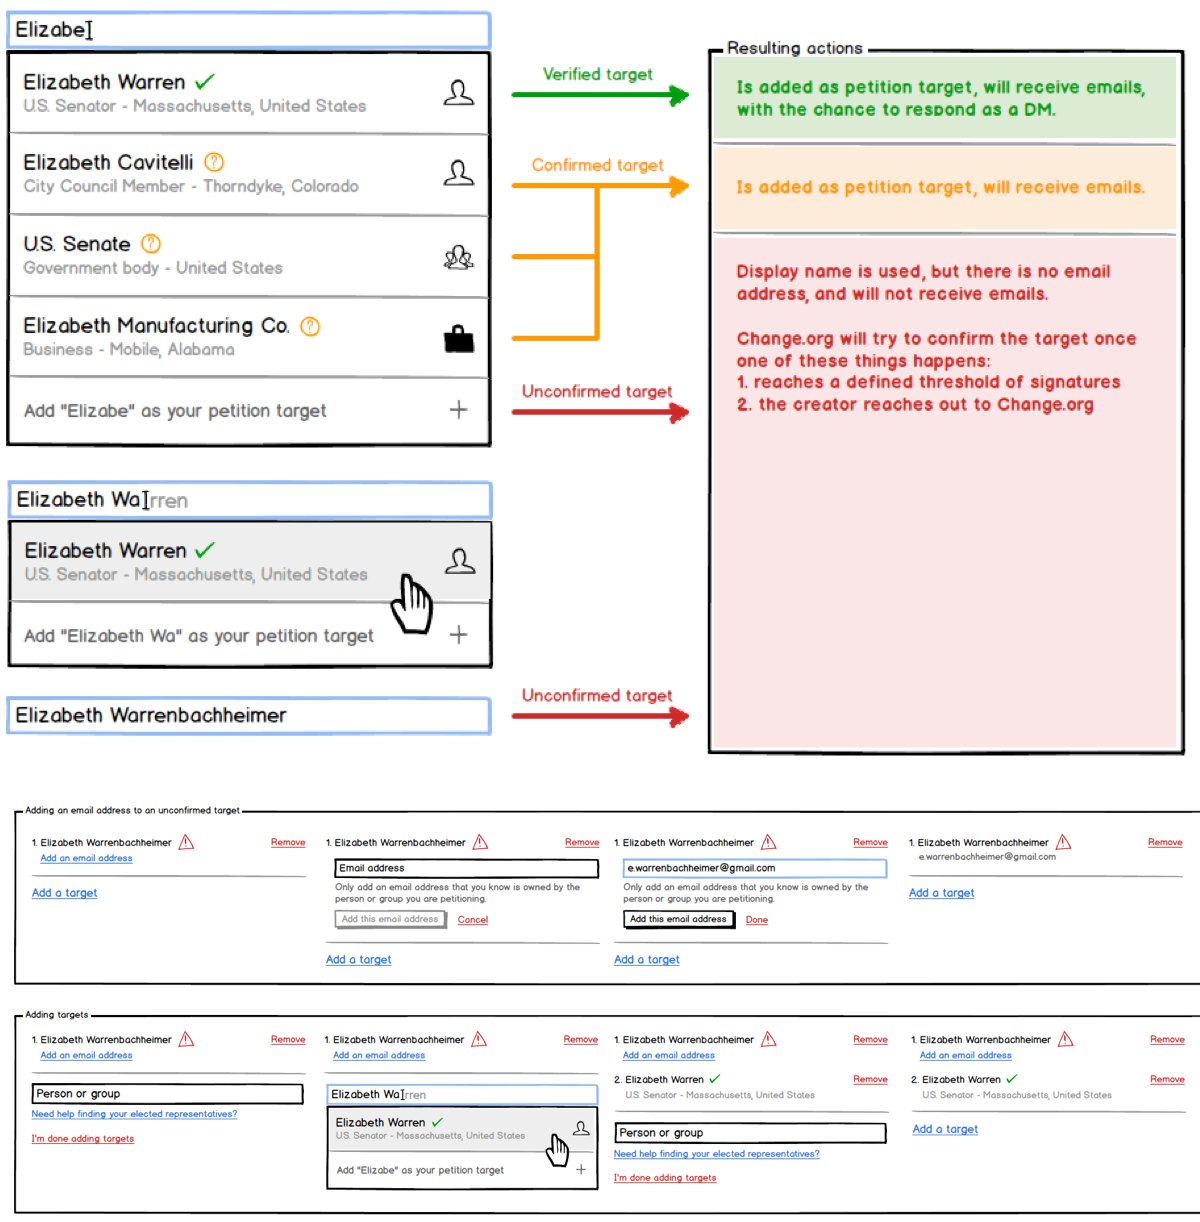 Elizabe
Elizabeth Warren
U.S. Senator - Massachusetts, United States
Elizabeth Cavitelli
City Council Member - Thorndyke, Colorado
U.S. Senate
Government body - United States
Elizabeth Manufacturing Co.
Business - Mobile, Alabama
Add "Elizabe" as your petition target
Verified target
Confirmed target
Unconfirmed target
Resulting actions
Is added as petition target, will receive emails,
with the chance to respond as a DM.
Is added as petition target, will receive emails.
Display name is used, but there is no email
address, and will not receive emails.
Change.org will try to confirm the target once
one of these things happens:
1. reaches a defined threshold of signatures
2. the creator reaches out to Change.org
Elizabeth Warren
Elizabeth Warren
U.S. Senator - Massachusetts, United States
Add "Elizabeth Wa" as your petition target
Elizabeth Warrenbachheimer
Unconfirmed target
Adding an email address to an unconfirmed target
1. Elizabeth Warrenbachheimer
Remove
Add an email address
Add a target
1. Elizabeth Warrenbachheimer
Remove
Email address
Only add an email address that you know is owned by the
person or group you are petitioning.
Add this email address
Cancel
Add a target
1. Elizabeth Warrenbachheimer
Remove
e.warrenbachheimer@gmail.com
Only add an email address that you know is owned by the
person or group you are petitioning.
Add this email address
Done
Add a target
1. Elizabeth Warrenbachheimer
Remove
e.warrenbachheimer@gmail.com
Add a target
Adding targets
1. Elizabeth Warrenbachheimer
Remove
Add an email address
Person or group
Need help finding your elected representatives?
I'm done adding targets
1. Elizabeth Warrenbachheimer
Remove
Add an email address
Elizabeth Warren
Elizabeth Warren
U.S. Senator - Massachusetts, United States
Add "Elizabe" as your petition target
1. Elizabeth Warrenbachheimer
Remove
Add an email address
2. Elizabeth Warren
Remove
U.S. Senator - Massachusetts, United States
Person or group
Need help finding your elected representatives?
I'm done adding targets
1. Elizabeth Warrenbachheimer
Remove
Add an email address
2. Elizabeth Warren
Remove
U.S. Senator - Massachusetts, United States
Add a target